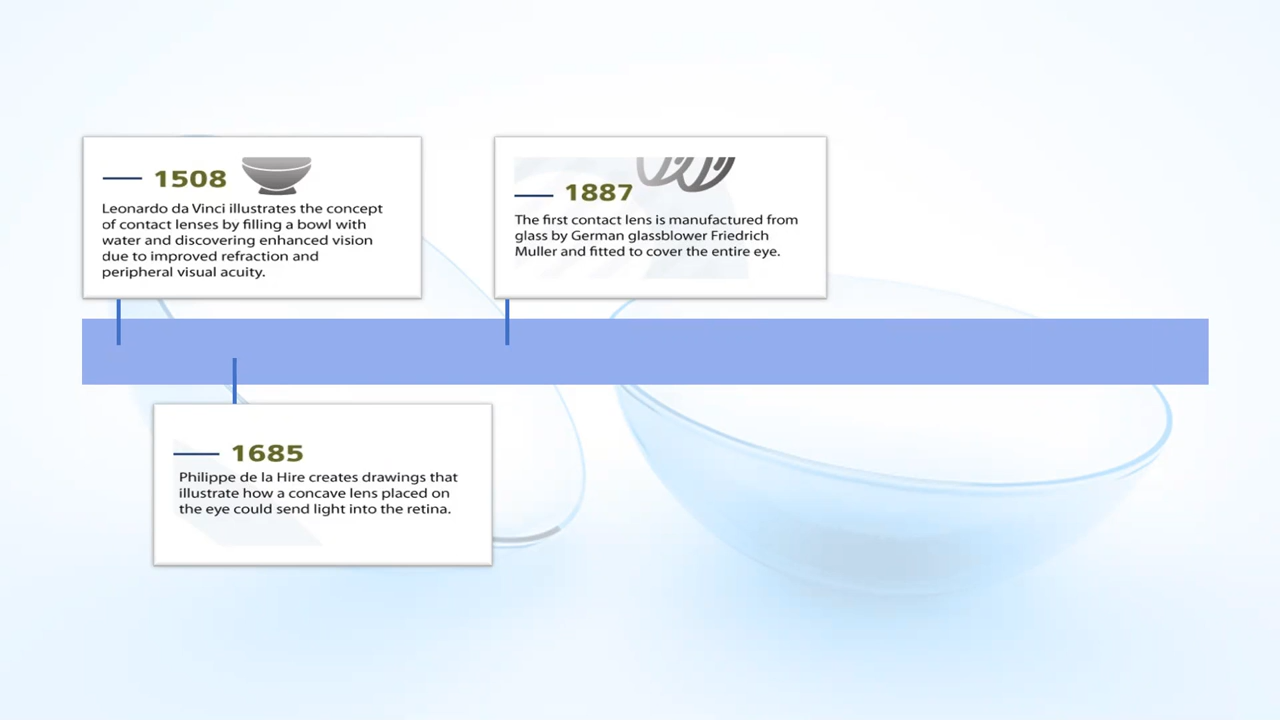 1508
Leonardo da Vinci illustrates the concept
of contact lenses by filling a bowl with
water and discovering enhanced vision
due to improved refraction and
peripheral visual acuity.
1887
The first contact lens is manufactured from
glass by German glassblower Friedrich
Muller and fitted to cover the entire eye.
1685
Philippe de la Hire creates drawings that
illustrate how a concave lens placed on
the eye could send light into the retina.